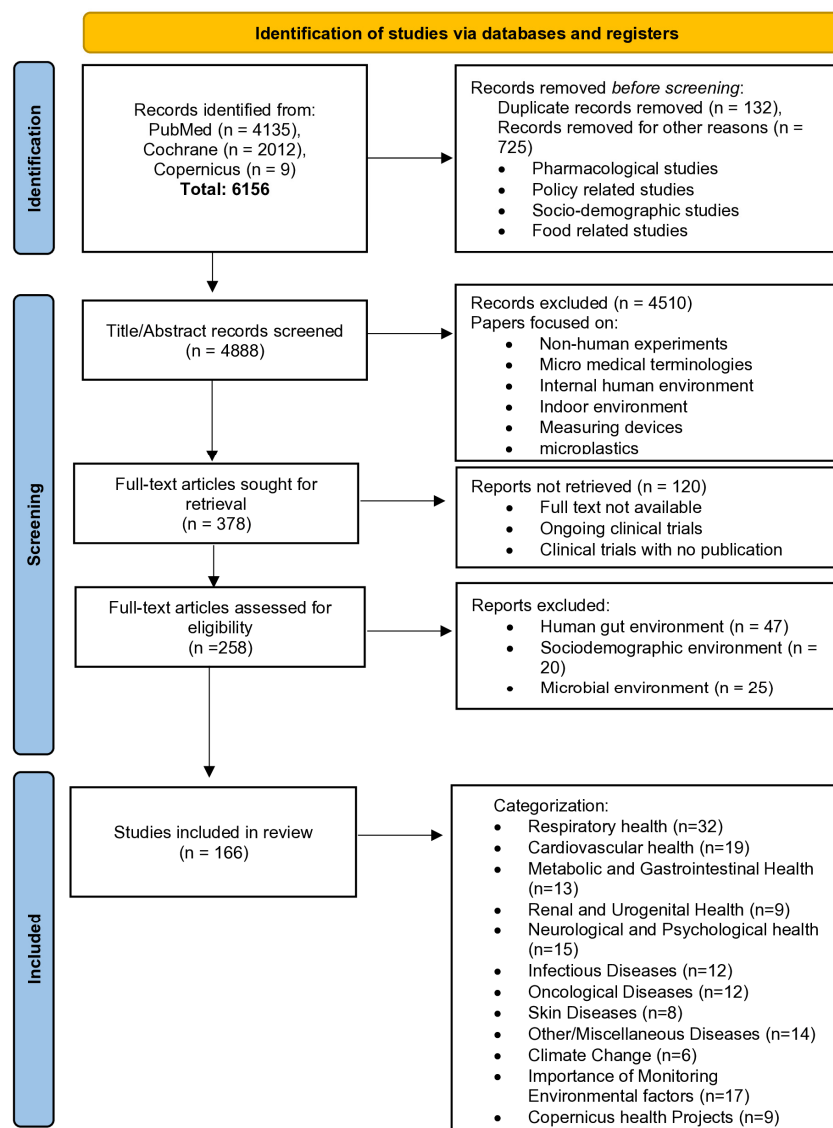 Identification of studies via databases and registers
Identification
Records identified from:
PubMed (n = 4135),
Cochrane (n = 2012),
Copernicus (n = 9)
Total: 6156
Records removed before screening:
Duplicate records removed (n = 132),
Records removed for other reasons (n =
725)
• Pharmacological studies
• Policy related studies
• Socio-demographic studies
• Food related studies
Screening
Title/Abstract records screened
(n = 4888)
Records excluded (n = 4510)
Papers focused on:
• Non-human experiments
• Micro medical terminologies
• Internal human environment
• Indoor environment
• Measuring devices
• microplastics
Full-text articles sought for
retrieval
(n = 378)
Reports not retrieved (n = 120)
• Full text not available
• Ongoing clinical trials
• Clinical trials with no publication
Full-text articles assessed for
eligibility
(n =258)
Reports excluded:
• Human gut environment (n = 47)
• Sociodemographic environment (n =
20)
• Microbial environment (n = 25)
Included
Studies included in review
(n = 166)
Categorization:
• Respiratory health (n=32)
• Cardiovascular health (n=19)
• Metabolic and Gastrointestinal Health
(n=13)
• Renal and Urogenital Health (n=9)
• Neurological and Psychological health
(n=15)
• Infectious Diseases (n=12)
• Oncological Diseases (n=12)
• Skin Diseases (n=8)
• Other/Miscellaneous Diseases (n=14)
• Climate Change (n=6)
• Importance of Monitoring
Environmental factors (n=17)
• Copernicus health Projects (n=9)